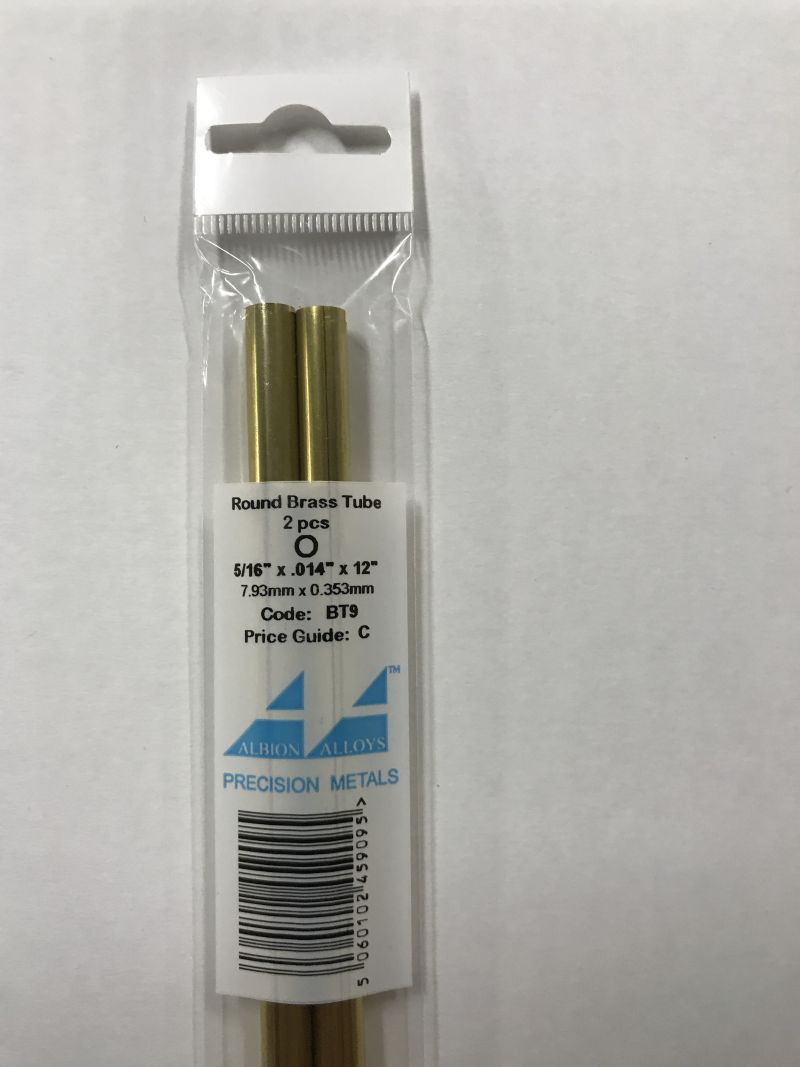 Round Brass Tube
2 pcs
5/16" x .014" x 12"
7.93mm x 0.353mm
Code: BT9
Price Guide: C
TM
ALBION ALLOYS
PRECISION METALS
5 060102 459095 >